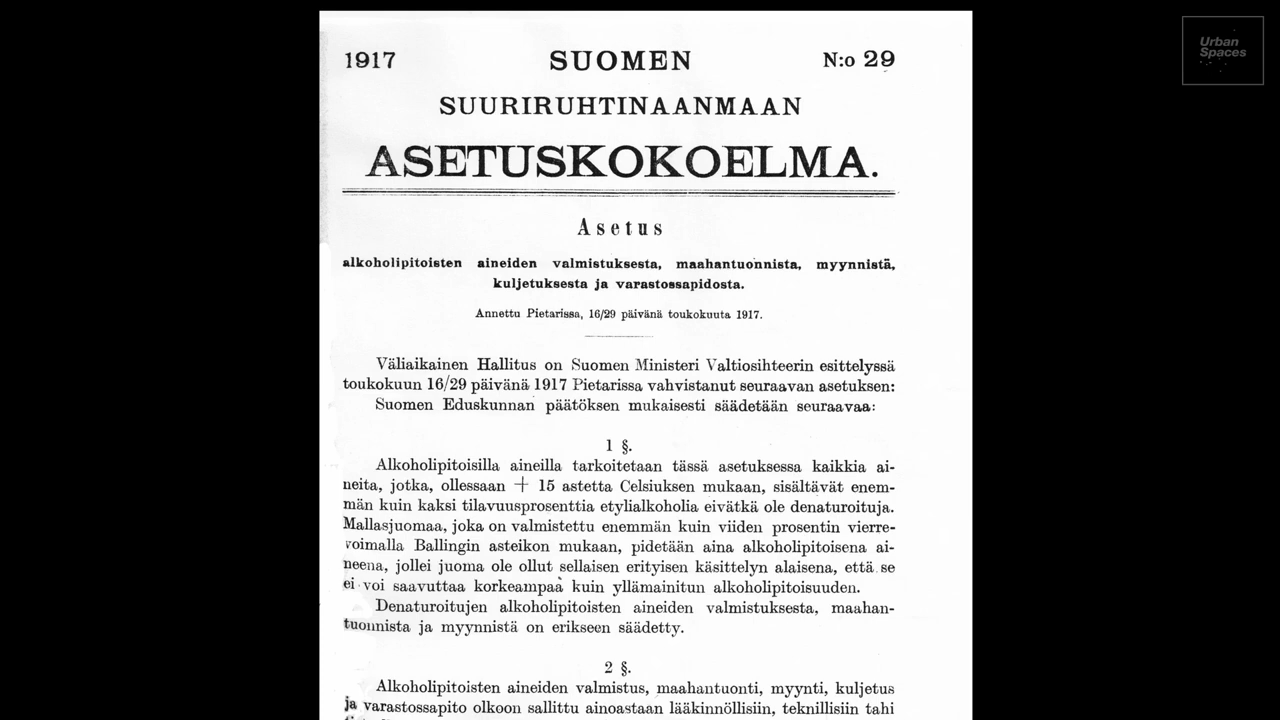 1917 SUOMEN N:o 29
SUURIRUHTINAANMAAN
ASETUSKOKOELMA.
Asetus
alkoholipitoisten aineiden valmistuksesta, maahantuonnista, myynnistä,
kuljetuksesta ja varastossapidosta.
Annettu Pietarissa, 16/29 päivänä toukokuuta 1917.
Väliaikainen Hallitus on Suomen Ministeri Valtiosihteerin esittelyssä
toukokuun 16/29 päivänä 1917 Pietarissa vahvistanut seuraavan asetuksen:
Suomen Eduskunnan päätöksen mukaisesti säädetään seuraavaa:
1 §.
Alkoholipitoisilla aineilla tarkoitetaan tässä asetuksessa kaikkia ai-
neita, jotka, ollessaan + 15 astetta Celsiuksen mukaan, sisältävät enem-
män kuin kaksi tilavuusprosenttia etylialkoholia eivätkä ole denaturoituja.
Mallasjuomaa, joka on valmistettu enemmän kuin viiden prosentin vierre-
voimalla Ballingin asteikon mukaan, pidetään aina alkoholipitoisena ai-
neena, jollei juoma ole ollut sellaisen erityisen käsittelyn alaisena, että se
ei voi saavuttaa korkeampaa kuin yllämainitun alkoholipitoisuuden.
Denaturoitujen alkoholipitoisten aineiden valmistuksesta, maahan-
tuonnista ja myynnistä on erikseen säädetty.
2 §.
Alkoholipitoisten aineiden valmistus, maahantuonti, myynti, kuljetus
ja varastossapito olkoon sallittu ainoastaan lääkinnöllisiin, teknillisiin tahi
Urban
Spaces